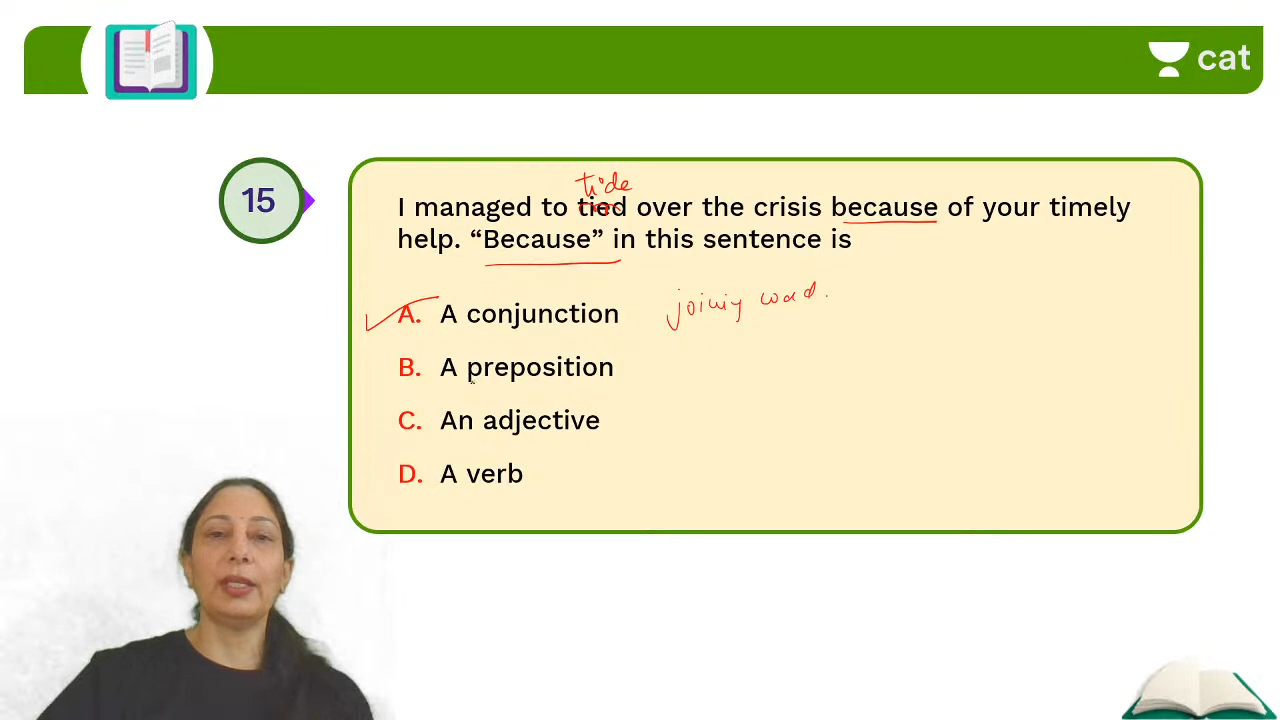 cat
15
tide
I managed to tied over the crisis because of your timely
help. “Because” in this sentence is
A. A conjunction
joining word.
B. A preposition
C. An adjective
D. A verb